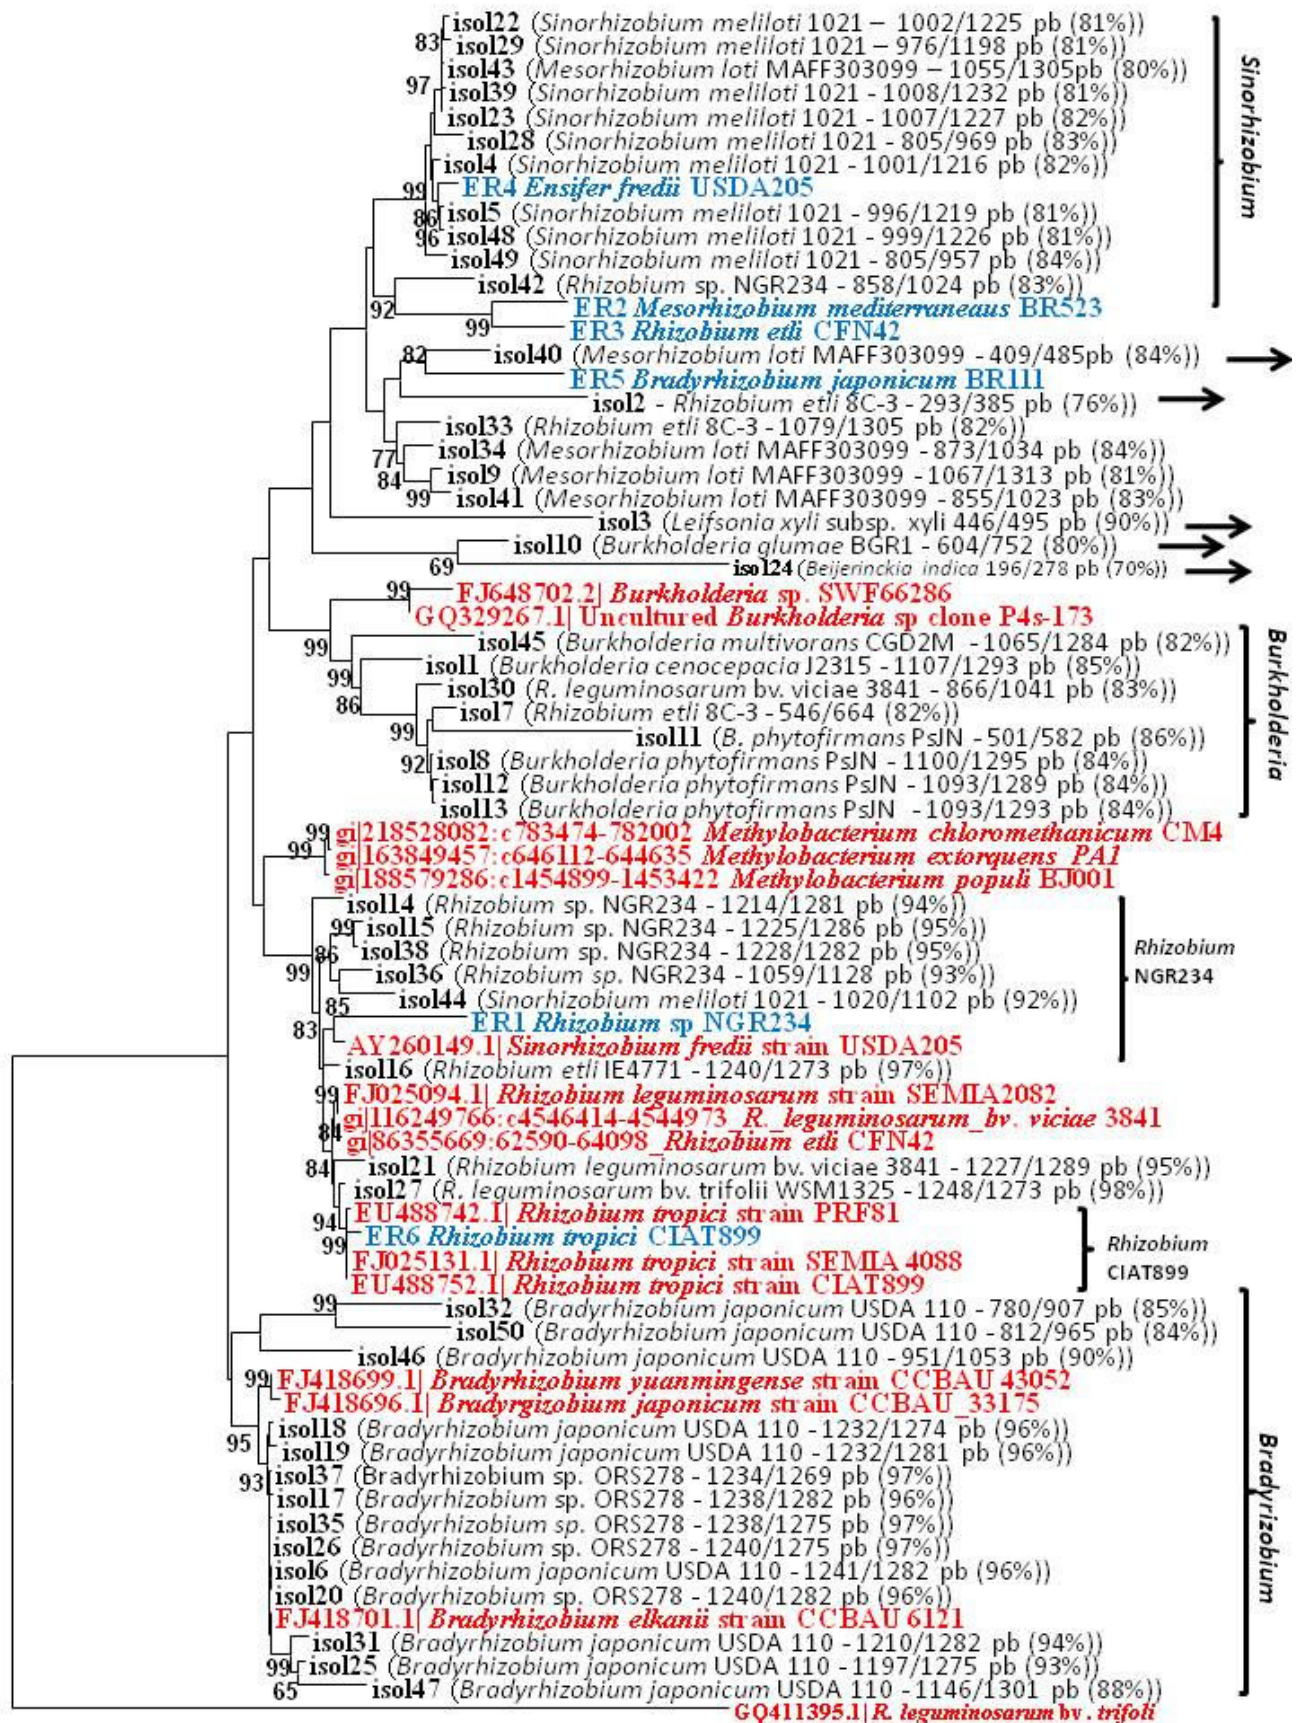 isol22 (Sinorhizobium meliloti 1021 – 1002/1225 pb (81%))
83
isol29 (Sinorhizobium meliloti 1021 – 976/1198 pb (81%))
isol43 (Mesorhizobium loti MAFF303099 – 1055/1305pb (80%))
97
isol39 (Sinorhizobium meliloti 1021 - 1008/1232 pb (81%))
isol23 (Sinorhizobium meliloti 1021 - 1007/1227 pb (82%))
isol28 (Sinorhizobium meliloti 1021 - 805/969 pb (83%))
isol4 (Sinorhizobium meliloti 1021 - 1001/1216 pb (82%))
Sinorhizobium
99
ER4 Ensifer fredii USDA205
86
isol5 (Sinorhizobium meliloti 1021 - 996/1219 pb (81%))
96
isol48 (Sinorhizobium meliloti 1021 - 999/1226 pb (81%))
isol49 (Sinorhizobium meliloti 1021 - 805/957 pb (84%))
isol42 (Rhizobium sp. NGR234 - 858/1024 pb (83%))
92
ER2 Mesorhizobium mediterraneaus BR523
99
ER3 Rhizobium etli CFN42
82
isol40 (Mesorhizobium loti MAFF303099 - 409/485pb (84%))
ER5 Bradyrhizobium japonicum BR111
isol2 - Rhizobium etli 8C-3 - 293/385 pb (76%))
isol33 (Rhizobium etli 8C-3 - 1079/1305 pb (82%))
77
isol34 (Mesorhizobium loti MAFF303099 - 873/1034 pb (84%))
84
isol9 (Mesorhizobium loti MAFF303099 - 1067/1313 pb (81%))
99
isol41 (Mesorhizobium loti MAFF303099 - 855/1023 pb (83%))
isol3 (Leifsonia xyli subsp. xyli 446/495 pb (90%))
isol10 (Burkholderia glumae BGR1 - 604/752 (80%))
69
isol24 (Beijerinckia indica 196/278 pb (70%))
99
FJ648702.2| Burkholderia sp. SWF66286
GQ329267.1| Uncultured Burkholderia sp clone P4s-173
99
isol45 (Burkholderia multivorans CGD2M - 1065/1284 pb (82%))
99
isol1 (Burkholderia cenocepacia J2315 - 1107/1293 pb (85%))
86
isol30 (R. leguminosarum bv. viciae 3841 - 866/1041 pb (83%))
isol7 (Rhizobium etli 8C-3 - 546/664 (82%))
99
isol11 (B. phytofirmans PsJN - 501/582 pb (86%))
Burkholderia
92
isol8 (Burkholderia phytofirmans PsJN - 1100/1295 pb (84%))
isol12 (Burkholderia phytofirmans PsJN - 1093/1289 pb (84%))
isol13 (Burkholderia phytofirmans PsJN - 1093/1293 pb (84%))
99
gi|218528082:c783474-782002 Methylobacterium chloromethanicum CM4
99
gi|163849457:c646112-644635 Methylobacterium extorquens_PA1
99
gi|188579286:c1454899-1453422 Methylobacterium populi BJ001
isol14 (Rhizobium sp. NGR234 - 1214/1281 pb (94%))
99
isol15 (Rhizobium sp. NGR234 - 1225/1286 pb (95%))
86
isol38 (Rhizobium sp. NGR234 - 1228/1282 pb (95%))
99
isol36 (Rhizobium sp. NGR234 - 1059/1128 pb (93%))
85
isol44 (Sinorhizobium meliloti 1021 - 1020/1102 pb (92%))
Rhizobium
NGR234
83
ER1 Rhizobium sp NGR234
AY260149.1| Sinorhizobium fredii strain USDA205
isol16 (Rhizobium etli IE4771 - 1240/1273 pb (97%))
99
FJ025094.1| Rhizobium leguminosarum strain SEMIA2082
gi|116249766:c4546414-4544973_R._leguminosarum_bv. viciae 3841
84
gi|86355669:62590-64098_Rhizobium etli CFN42
84
isol21 (Rhizobium leguminosarum bv. viciae 3841 - 1227/1289 pb (95%))
isol27 (R. leguminosarum bv. trifolii WSM1325 - 1248/1273 pb (98%))
94
EU488742.1| Rhizobium tropici strain PRF81
99
ER6 Rhizobium tropici CIAT899
FJ025131.1| Rhizobium tropici strain SEMIA 4088
EU488752.1| Rhizobium tropici strain CIAT899
Rhizobium
CIAT899
99
isol32 (Bradyrhizobium japonicum USDA 110 - 780/907 pb (85%))
isol50 (Bradyrhizobium japonicum USDA 110 - 812/965 pb (84%))
isol46 (Bradyrhizobium japonicum USDA 110 - 951/1053 pb (90%))
99
FJ418699.1| Bradyrhizobium yuanmingense strain CCBAU 43052
FJ418696.1| Bradyrgizobium japonicum strain CCBAU_33175
95
isol18 (Bradyrhizobium japonicum USDA 110 - 1232/1274 pb (96%))
isol19 (Bradyrhizobium japonicum USDA 110 - 1232/1281 pb (96%))
93
isol37 (Bradyrhizobium sp. ORS278 - 1234/1269 pb (97%))
isol17 (Bradyrhizobium sp. ORS278 - 1238/1282 pb (96%))
isol35 (Bradyrhizobium sp. ORS278 - 1238/1275 pb (97%))
isol26 (Bradyrhizobium sp. ORS278 - 1240/1275 pb (97%))
isol6 (Bradyrhizobium japonicum USDA 110 - 1241/1282 pb (96%))
isol20 (Bradyrhizobium sp. ORS278 - 1240/1282 pb (96%))
Bradyrizobium
FJ418701.1| Bradyrhizobium elkanii strain CCBAU 6121
isol31 (Bradyrhizobium japonicum USDA 110 - 1210/1282 pb (94%))
99
isol25 (Bradyrhizobium japonicum USDA 110 - 1197/1275 pb (93%))
65
isol47 (Bradyrhizobium japonicum USDA 110 - 1146/1301 pb (88%))
GQ411395.1| R. leguminosarum bv. trifoli